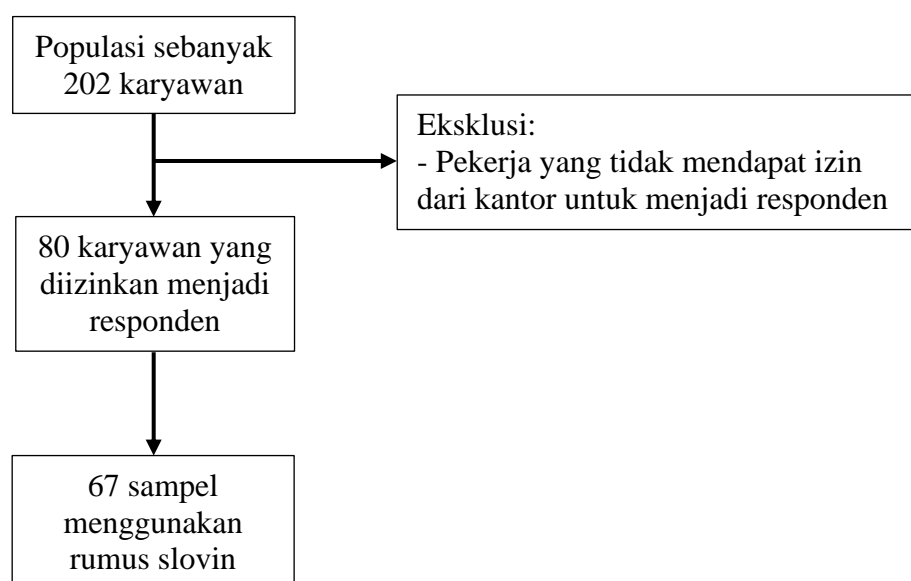 Populasi sebanyak
202 karyawan
Eksklusi:
- Pekerja yang tidak mendapat izin
dari kantor untuk menjadi responden
80 karyawan yang
diizinkan menjadi
responden
67 sampel
menggunakan
rumus slovin